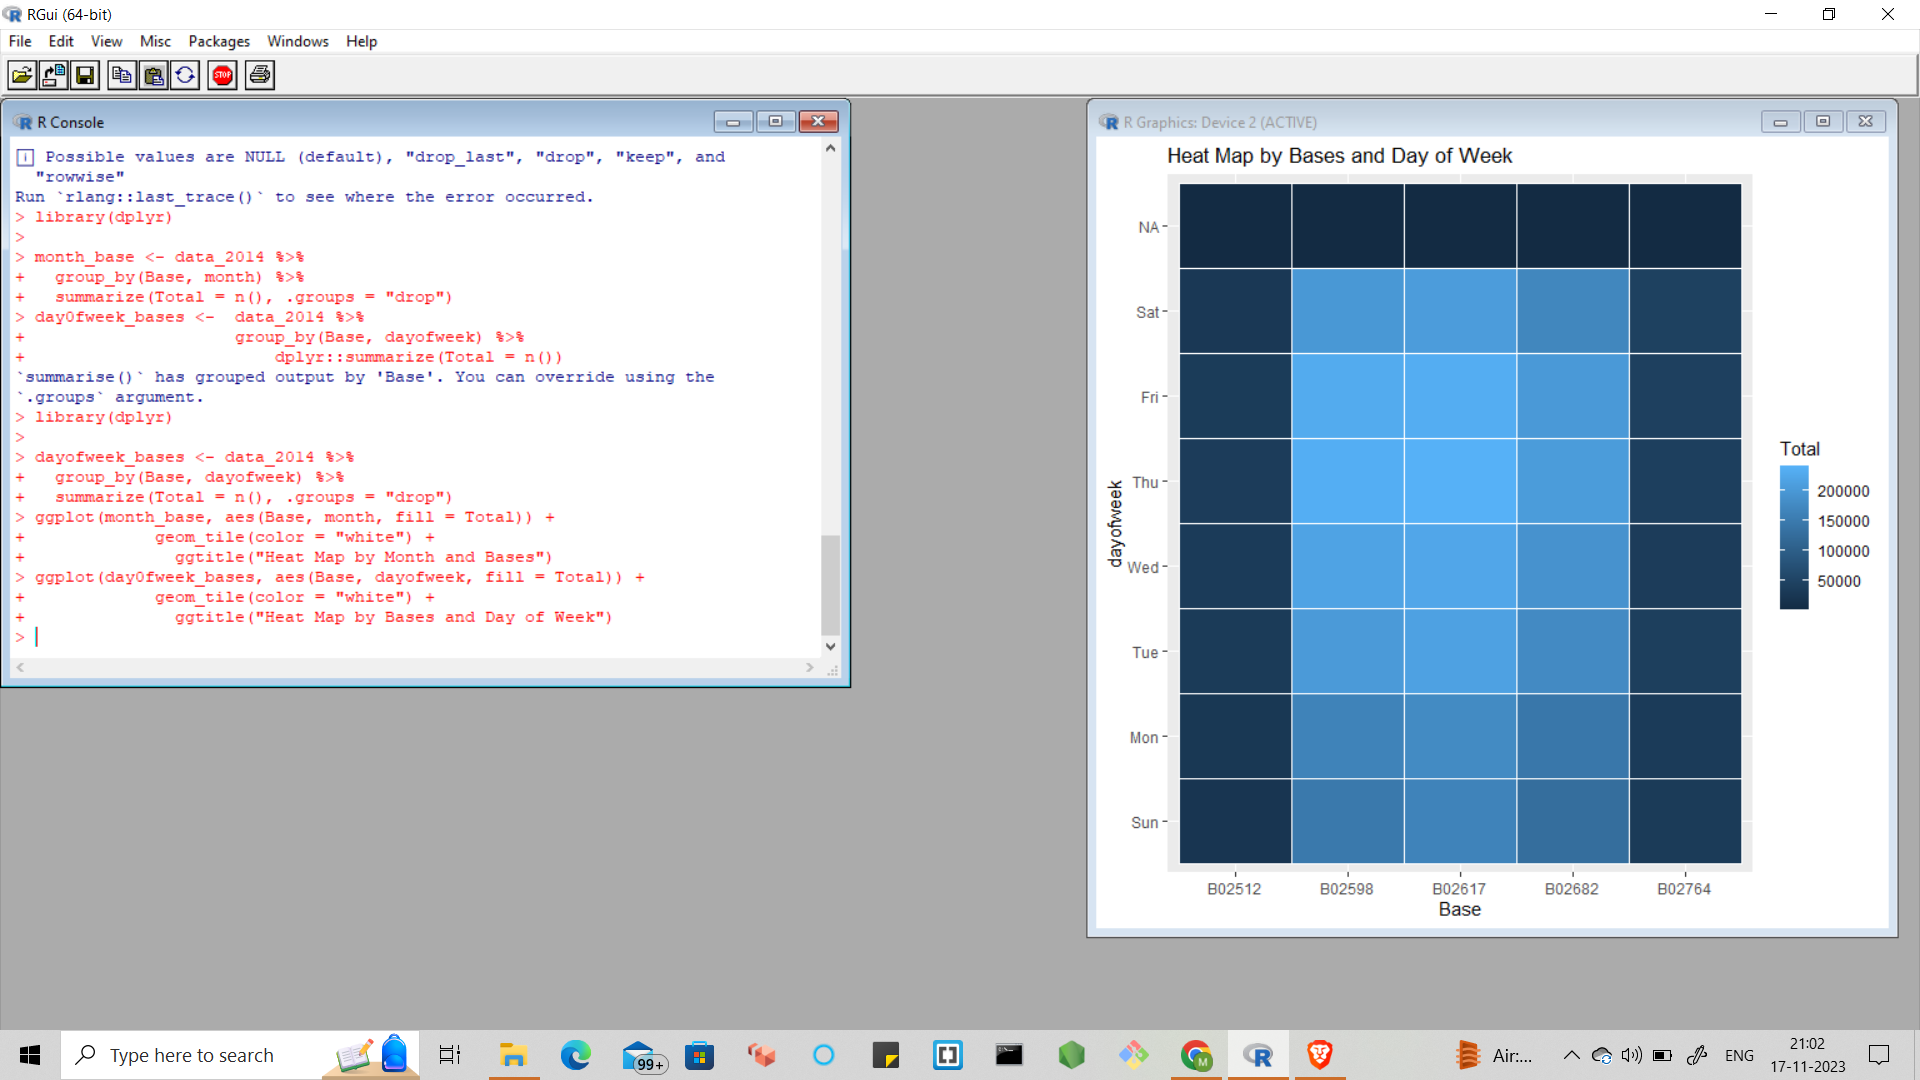 RGui (64-bit)
File Edit View Misc Packages Windows Help
STOP
R Console
i Possible values are NULL (default), "drop_last", "drop", "keep", and
"rowwise"
Run `rlang::last_trace()` to see where the error occurred.
> library(dplyr)
>
> month_base <- data_2014 %>%
+   group_by(Base, month) %>%
+   summarize(Total = n(), .groups = "drop")
> day0fweek_bases <-  data_2014 %>%
+                     group_by(Base, dayofweek) %>%
+                         dplyr::summarize(Total = n())
`summarise()` has grouped output by 'Base'. You can override using the
`.groups` argument.
> library(dplyr)
>
> dayofweek_bases <- data_2014 %>%
+   group_by(Base, dayofweek) %>%
+   summarize(Total = n(), .groups = "drop")
> ggplot(month_base, aes(Base, month, fill = Total)) +
+             geom_tile(color = "white") +
+               ggtitle("Heat Map by Month and Bases")
> ggplot(day0fweek_bases, aes(Base, dayofweek, fill = Total)) +
+             geom_tile(color = "white") +
+               ggtitle("Heat Map by Bases and Day of Week")
>
R Graphics: Device 2 (ACTIVE)
Heat Map by Bases and Day of Week
dayofweek
NA
Sat
Fri
Thu
Wed
Tue
Mon
Sun
B02512 B02598 B02617 B02682 B02764
Base
Total
200000
150000
100000
50000
Type here to search
99+
M
Air:...
ENG
21:02
17-11-2023